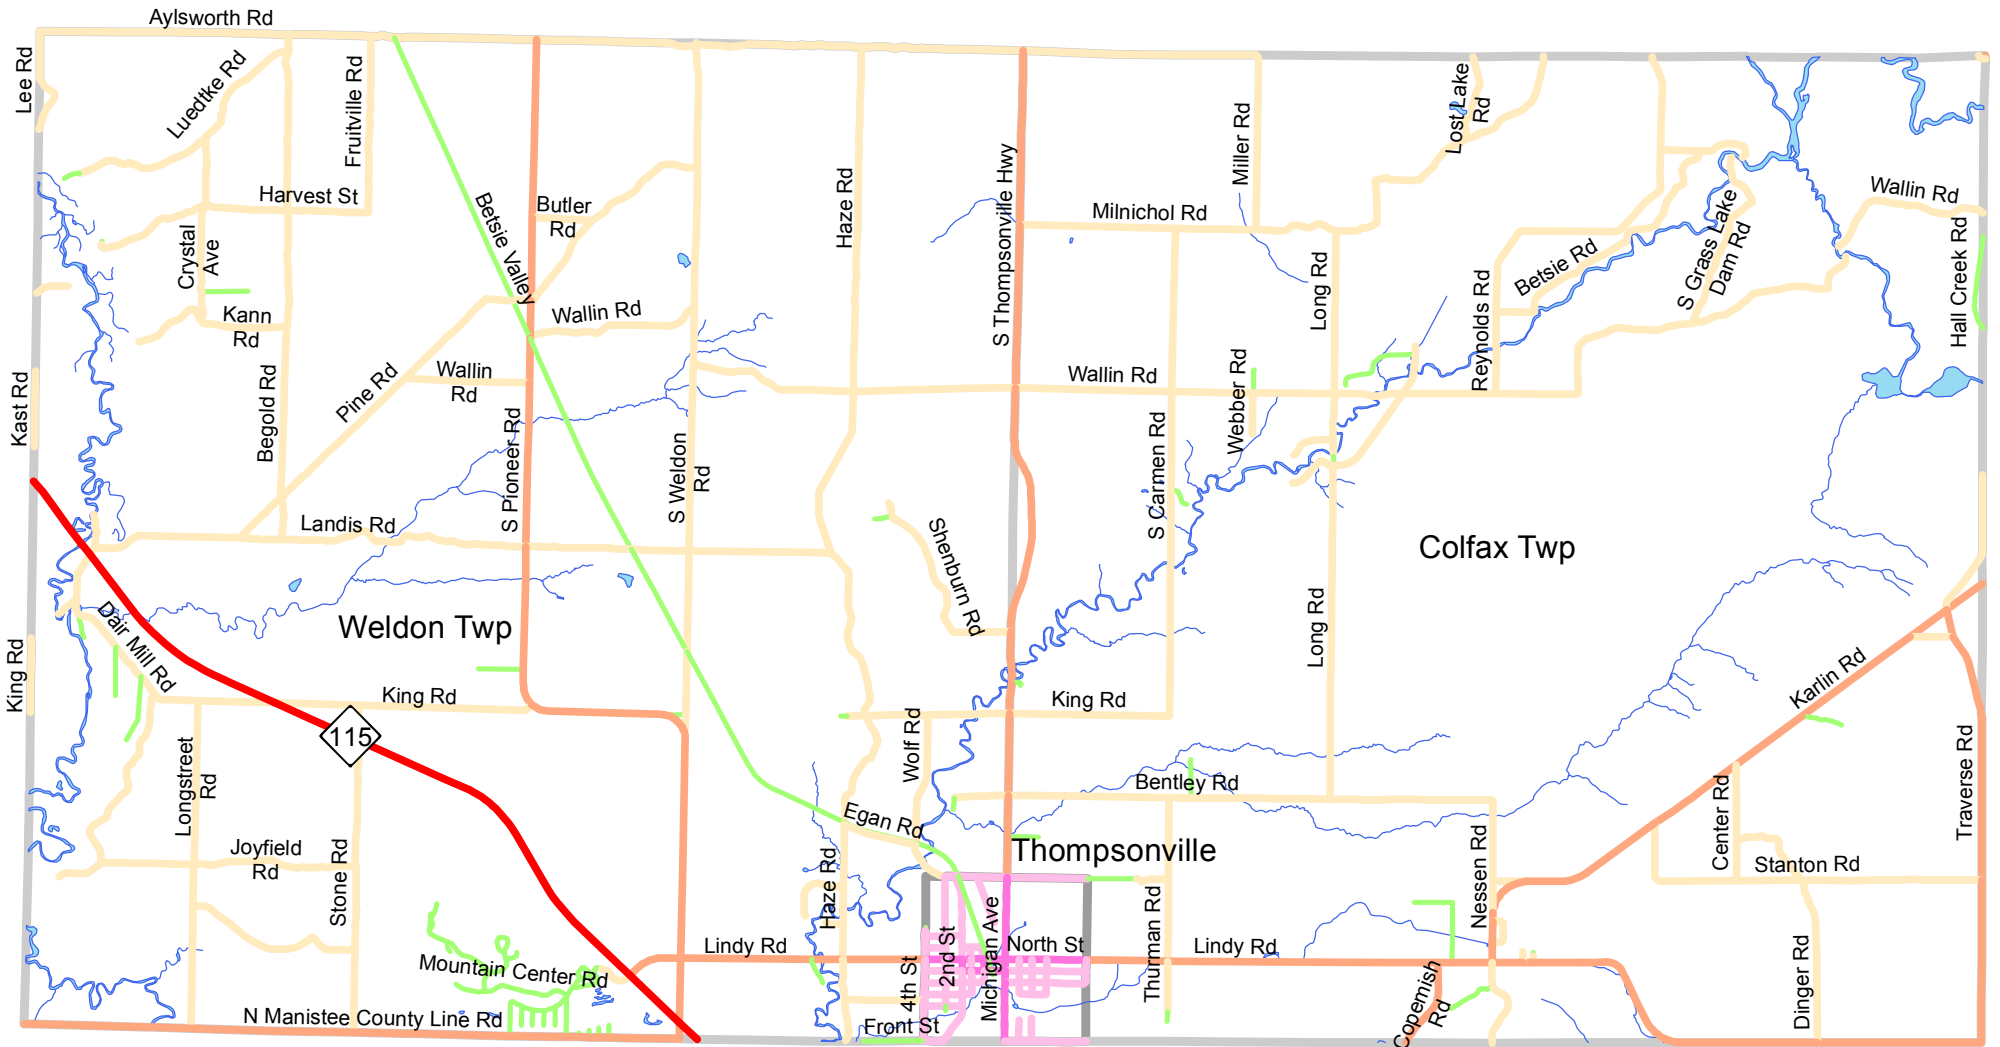 Aylsworth Rd
Lee Rd
Luedtke Rd
Fruitville Rd
Harvest St
Crystal
Ave
Kann
Rd
Begold Rd
Kast Rd
Pine Rd
Wallin
Rd
Betsie Valley
Butler
Rd
Wallin Rd
S Pioneer Rd
S Weldon
Rd
Landis Rd
Haze Rd
S Thompsonville Hwy
Miller Rd
Milnichol Rd
Lost Lake
Rd
Long Rd
Reynolds Rd
Betsie Rd
S Grass Lake
Dam Rd
Wallin Rd
Hall Creek Rd
Wallin Rd
Webber Rd
S Carmen Rd
Shenburn Rd
Colfax Twp
Weldon Twp
Dair Mill Rd
King Rd
King Rd
115
Longstreet
Rd
Joyfield
Rd
Stone Rd
Mountain Center Rd
N Manistee County Line Rd
Wolf Rd
King Rd
Long Rd
Karlin Rd
Traverse Rd
Egan Rd
Bentley Rd
Thompsonville
Haze Rd
Nessen Rd
Center Rd
Stanton Rd
Lindy Rd
4th St
2nd St
Michigan Ave
North St
Thurman Rd
Lindy Rd
Front St
Copemish
Rd
Dinger Rd